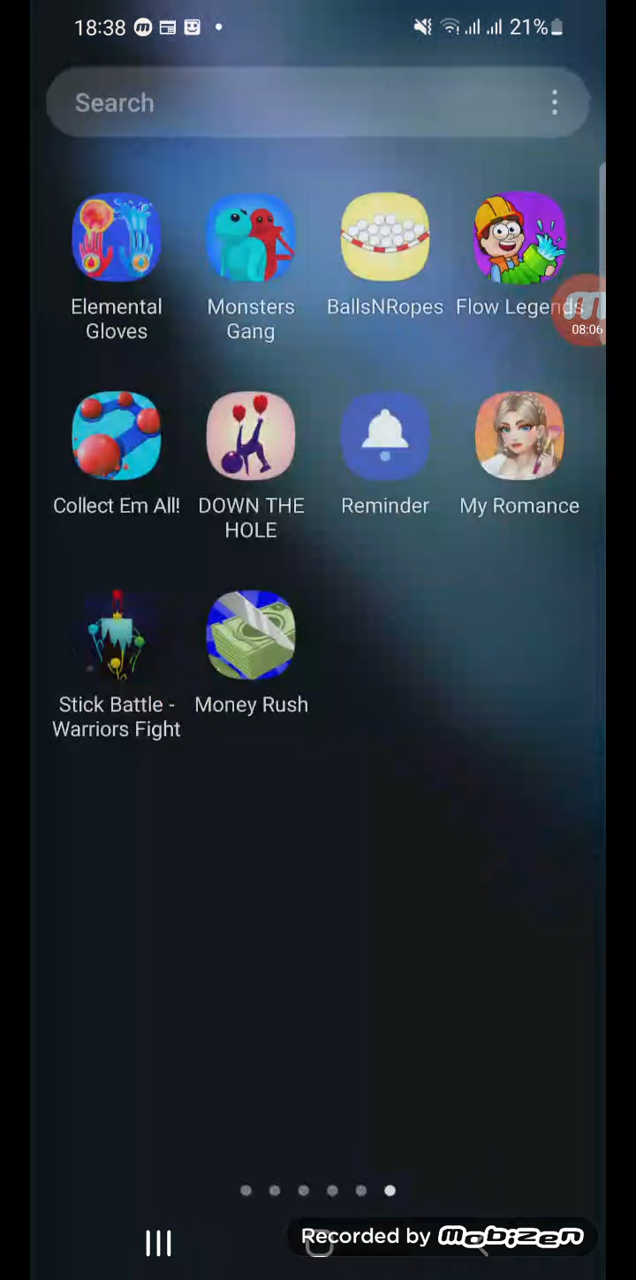 18:38
21%
Search
Elemental Gloves
Monsters Gang
BallsNRopes
Flow Legends
08:06
Collect Em All!
DOWN THE HOLE
Reminder
My Romance
Stick Battle - Warriors Fight
Money Rush
Recorded by Mobizen